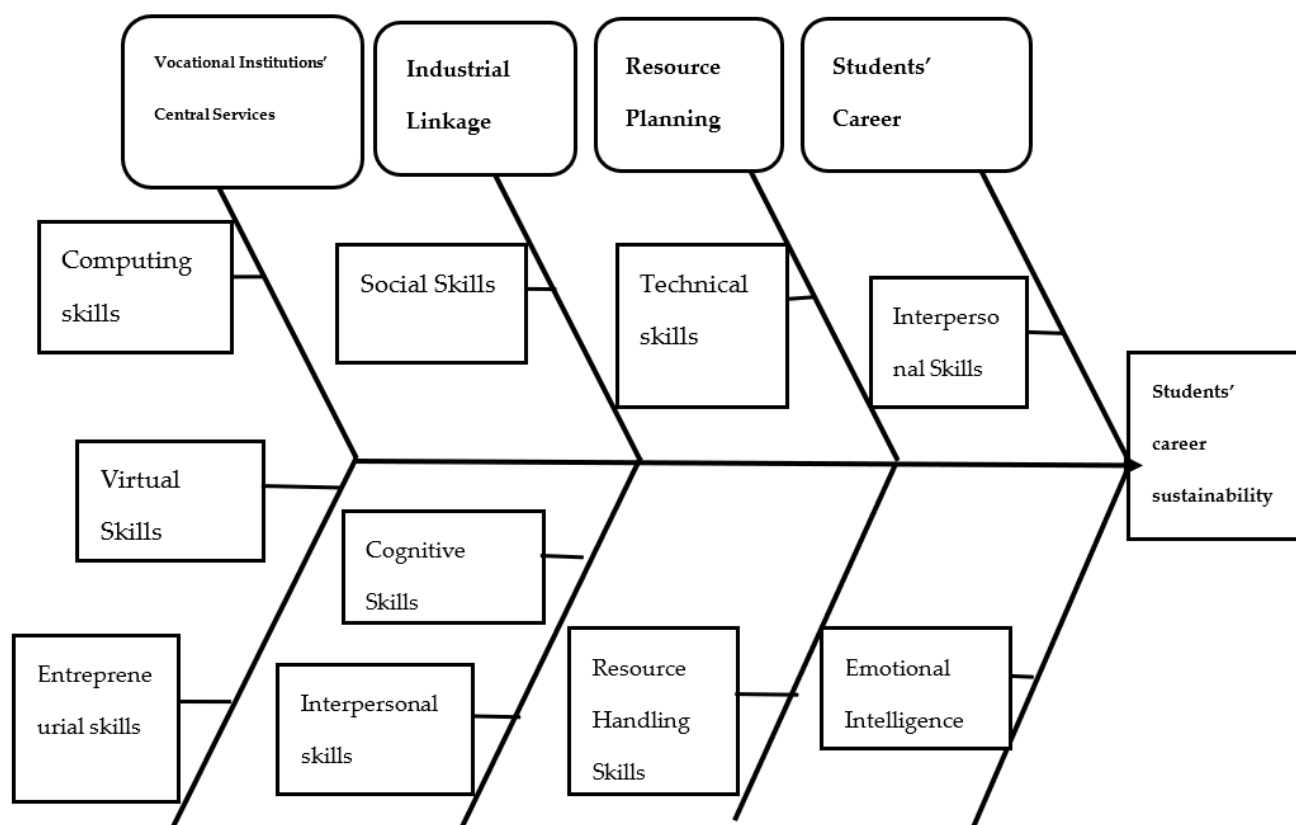 Vocational Institutions’
Central Services
Industrial
Linkage
Resource
Planning
Students’
Career
Computing
skills
Social Skills
Technical
skills
Interperso
nal Skills
Students’
career
sustainability
Virtual
Skills
Cognitive
Skills
Entreprene
urial skills
Interpersonal
skills
Resource
Handling
Skills
Emotional
Intelligence